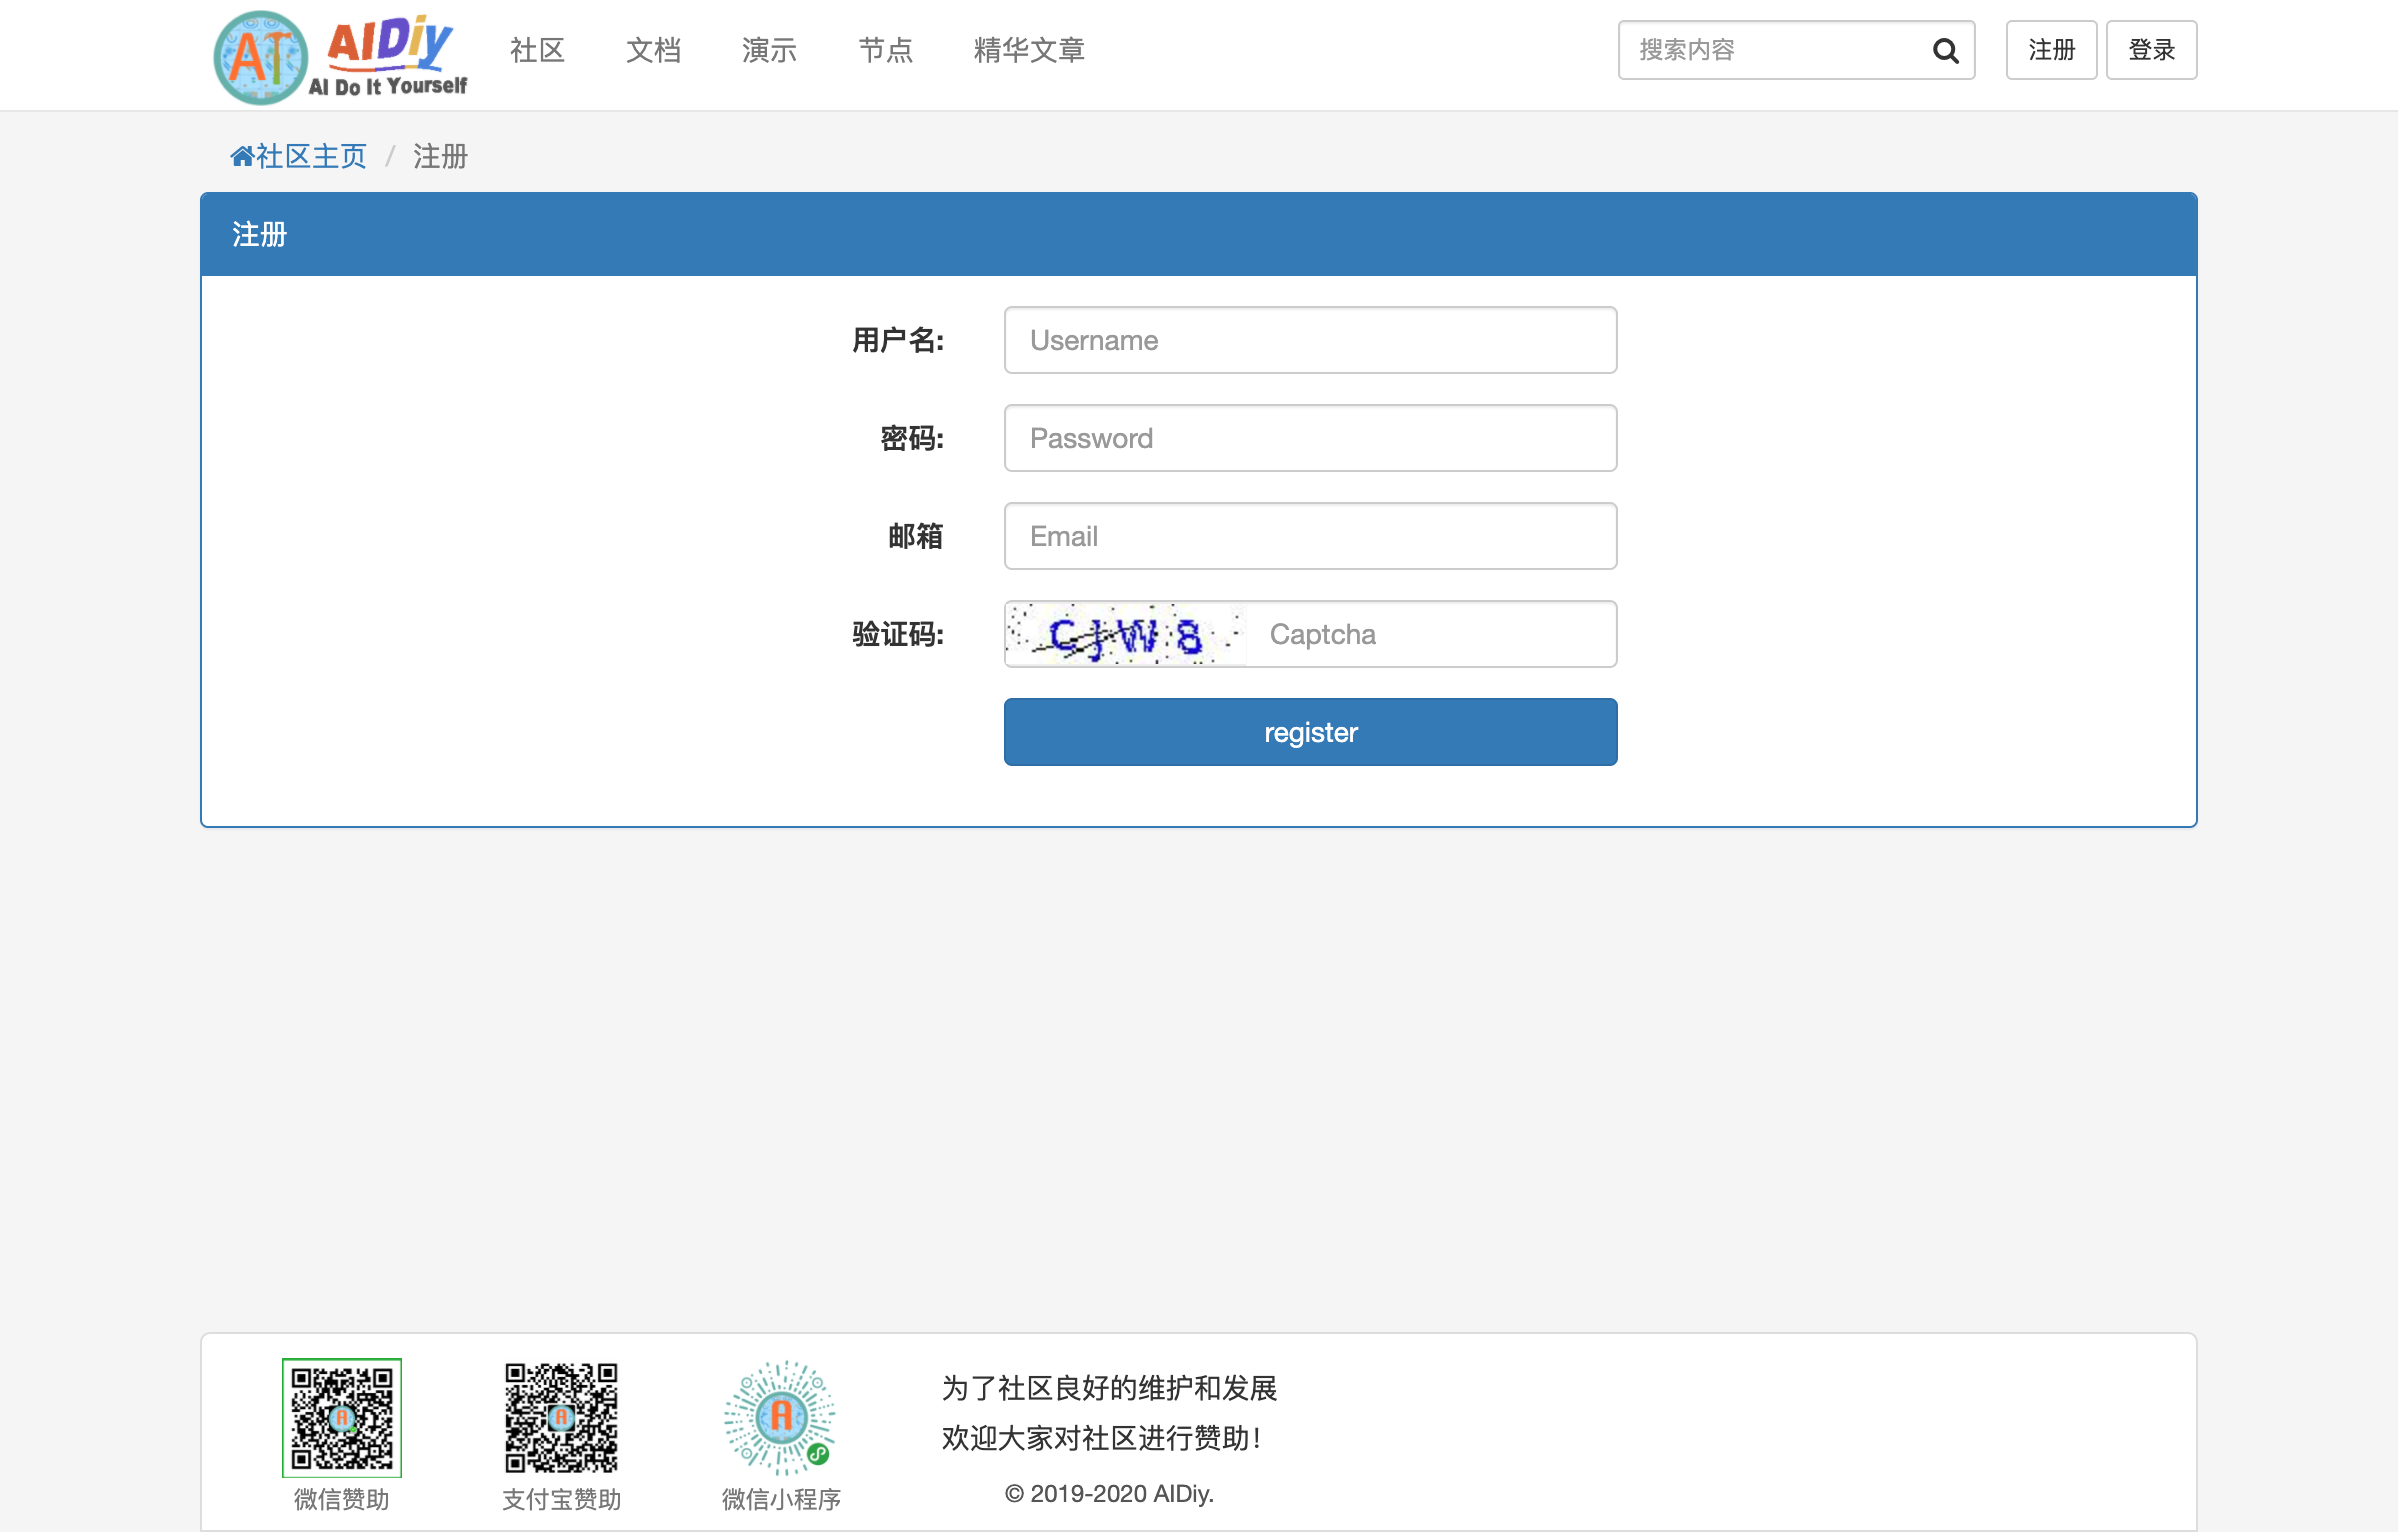 AT AIDiy
AI Do It Yourself
社区 文档 演示 节点 精华文章
搜索内容
注册 登录
社区主页 / 注册
注册
用户名: Username
密码: Password
邮箱 Email
验证码: CJW8 Captcha
register
微信赞助
支付宝赞助
微信小程序
为了社区良好的维护和发展
欢迎大家对社区进行赞助!
© 2019-2020 AIDiy.